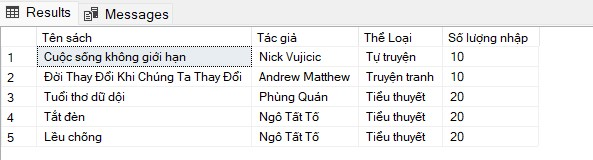 Results Messages
Tên sách Tác giả Thể Loại Số lượng nhập
1 Cuộc sống không giới hạn Nick Vujicic Tự truyện 10
2 Đời Thay Đổi Khi Chúng Ta Thay Đổi Andrew Matthew Truyện tranh 10
3 Tuổi thơ dữ dội Phùng Quán Tiểu thuyết 20
4 Tắt đèn Ngô Tất Tố Tiểu thuyết 20
5 Lều chõng Ngô Tất Tố Tiểu thuyết 20